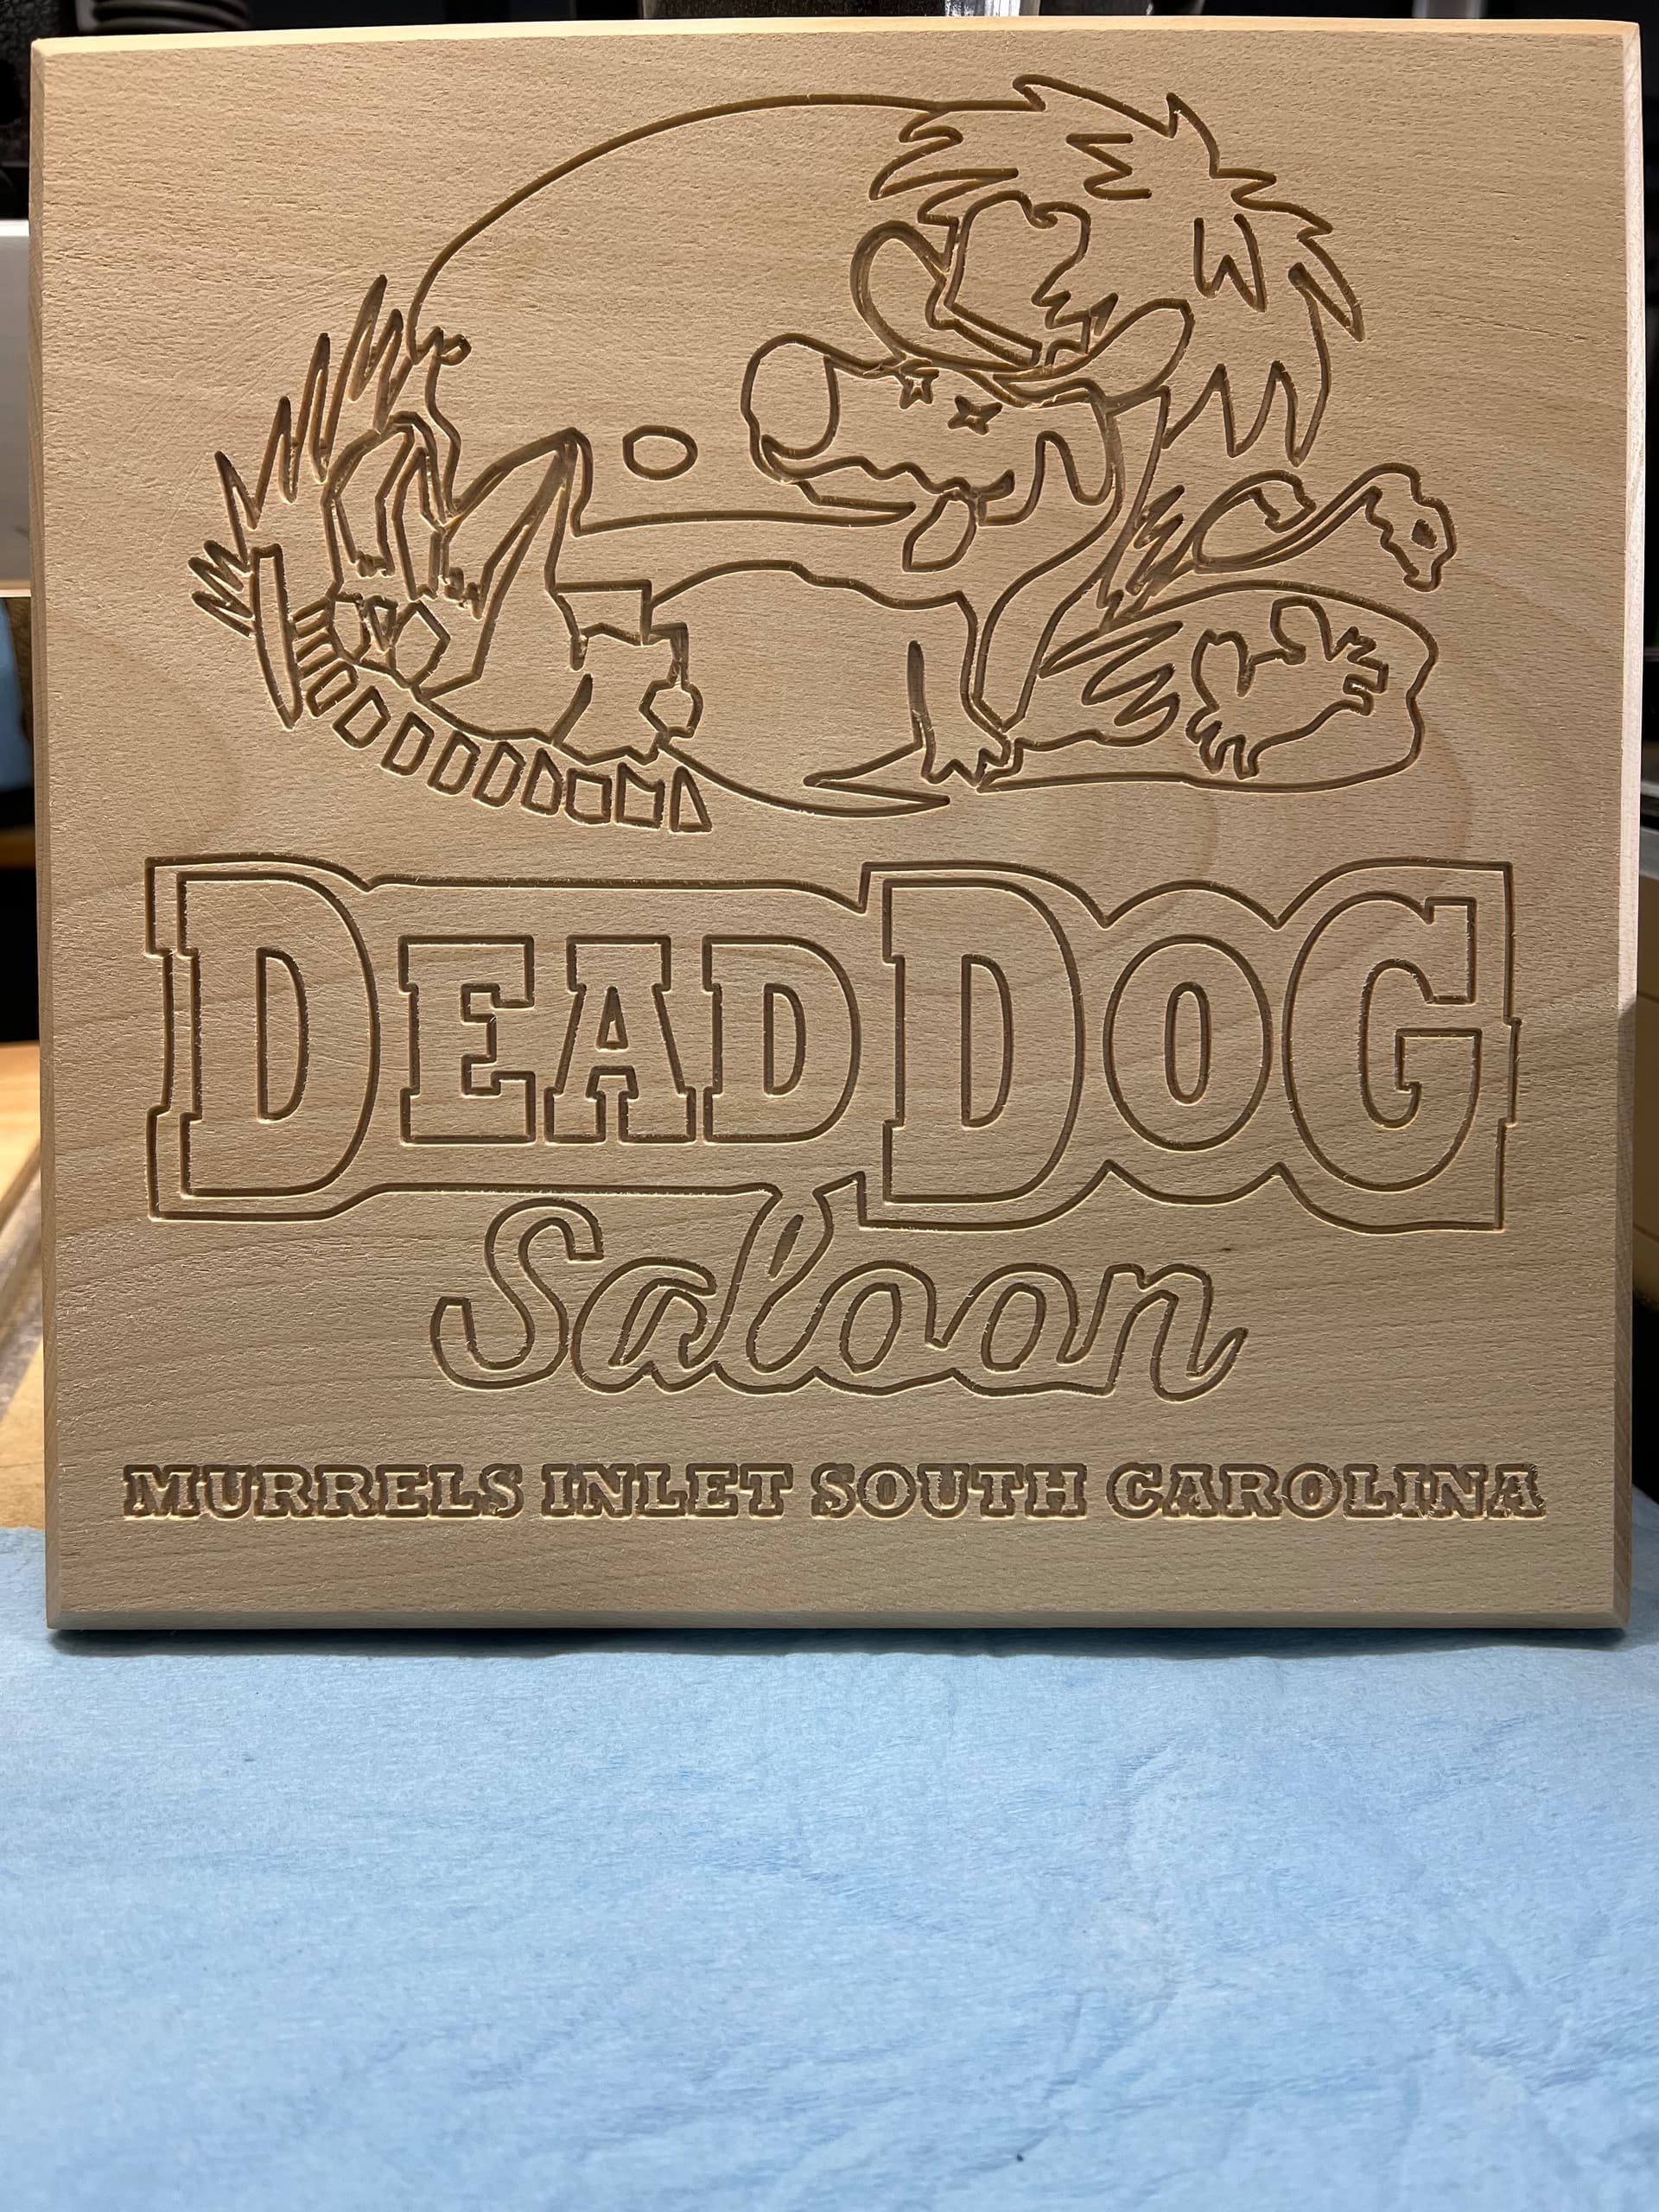 DEAD DOG
Saloon
MURRELS INLET SOUTH CAROLINA